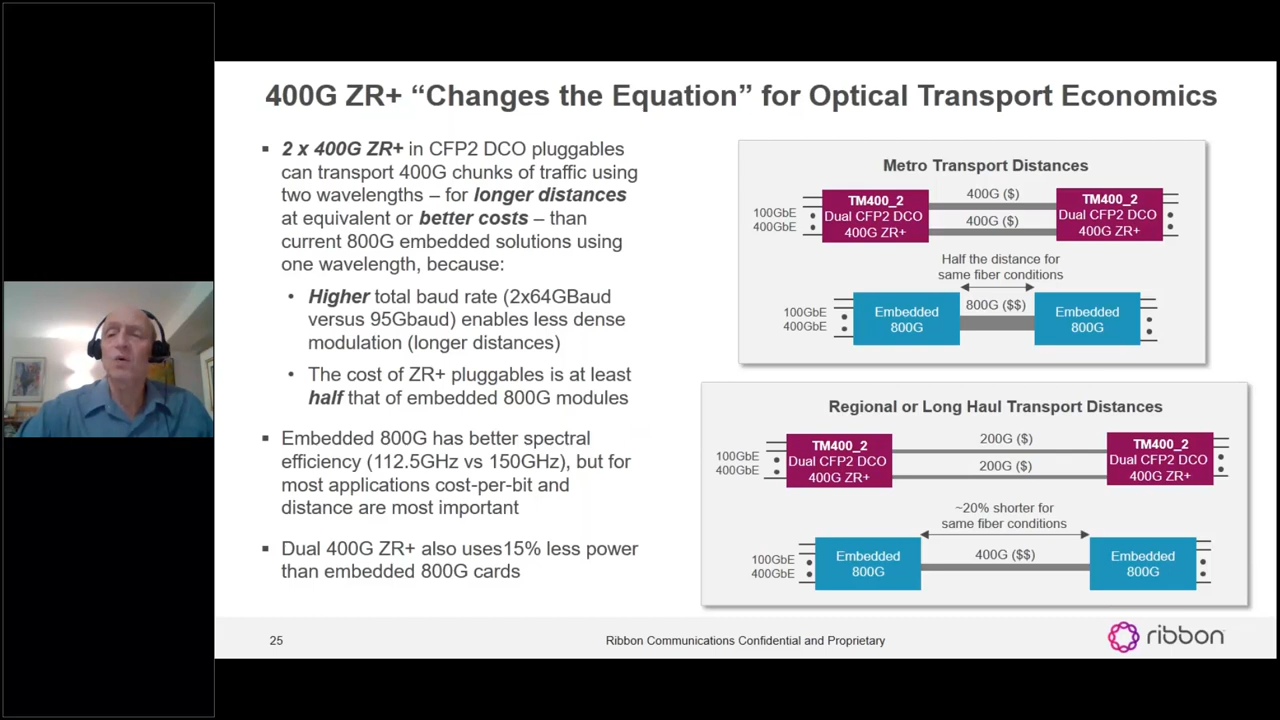 400G ZR+ “Changes the Equation” for Optical Transport Economics
▪ 2 x 400G ZR+ in CFP2 DCO pluggables
can transport 400G chunks of traffic using
two wavelengths – for longer distances
at equivalent or better costs – than
current 800G embedded solutions using
one wavelength, because:
• Higher total baud rate (2x64GBaud
versus 95Gbaud) enables less dense
modulation (longer distances)
• The cost of ZR+ pluggables is at least
half that of embedded 800G modules
▪ Embedded 800G has better spectral
efficiency (112.5GHz vs 150GHz), but for
most applications cost-per-bit and
distance are most important
▪ Dual 400G ZR+ also uses15% less power
than embedded 800G cards
Metro Transport Distances
100GbE
400GbE
TM400_2
Dual CFP2 DCO
400G ZR+
400G ($)
400G ($)
TM400_2
Dual CFP2 DCO
400G ZR+
Half the distance for
same fiber conditions
100GbE
400GbE
Embedded
800G
800G ($$)
Embedded
800G
Regional or Long Haul Transport Distances
100GbE
400GbE
TM400_2
Dual CFP2 DCO
400G ZR+
200G ($)
200G ($)
TM400_2
Dual CFP2 DCO
400G ZR+
~20% shorter for
same fiber conditions
100GbE
400GbE
Embedded
800G
400G ($$)
Embedded
800G
25
Ribbon Communications Confidential and Proprietary
ribbon